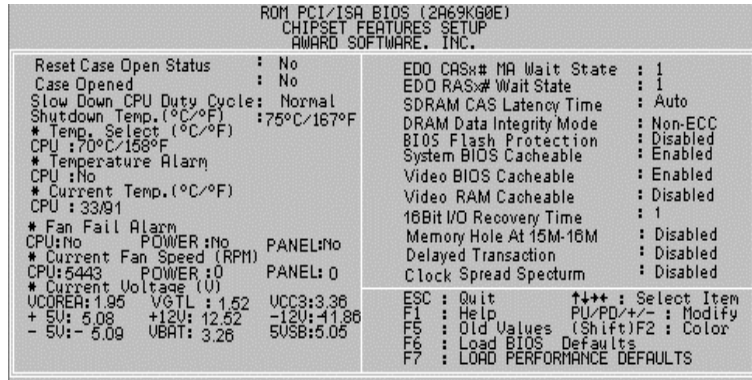 ROM PCI/ISA BIOS (2A69KG0E)
CHIPSET FEATURES SETUP
AWARD SOFTWARE. INC.
Reset Case Open Status : No
Case Opened : No
Slow Down CPU Duty Cycle: Normal
Shutdown Temp.(°C/°F) :75°C/167°F
* Temp. Select (°C/°F)
CPU :70°C/158°F
* Temperature Alarm
CPU :No
* Current Temp.(°C/°F)
CPU : 33/91
* Fan Fail Alarm
CPU:No POWER :No PANEL:No
* Current Fan Speed (RPM)
CPU:5443 POWER :0 PANEL: 0
* Current Voltage (V)
VCOREA: 1.95 VGTL : 1.52 VCC3:3.36
+ 5V: 5.08 +12V: 12.52 -12V:-11.86
- 5V:- 5.09 VBAT: 3.26 5VSB:5.05
EDO CASx# MA Wait State : 1
EDO RASx# Wait State : 1
SDRAM CAS Latency Time : Auto
DRAM Data Integrity Mode : Non-ECC
BIOS Flash Protection : Disabled
System BIOS Cacheable : Enabled
Video BIOS Cacheable : Enabled
Video RAM Cacheable : Disabled
16Bit I/O Recovery Time : 1
Memory Hole At 15M-16M : Disabled
Delayed Transaction : Disabled
Clock Spread Specturm : Disabled
ESC : Quit ↑↓→← : Select Item
F1 : Help PU/PD/+/- : Modify
F5 : Old Values (Shift)F2 : Color
F6 : Load BIOS Defaults
F7 : LOAD PERFORMANCE DEFAULTS